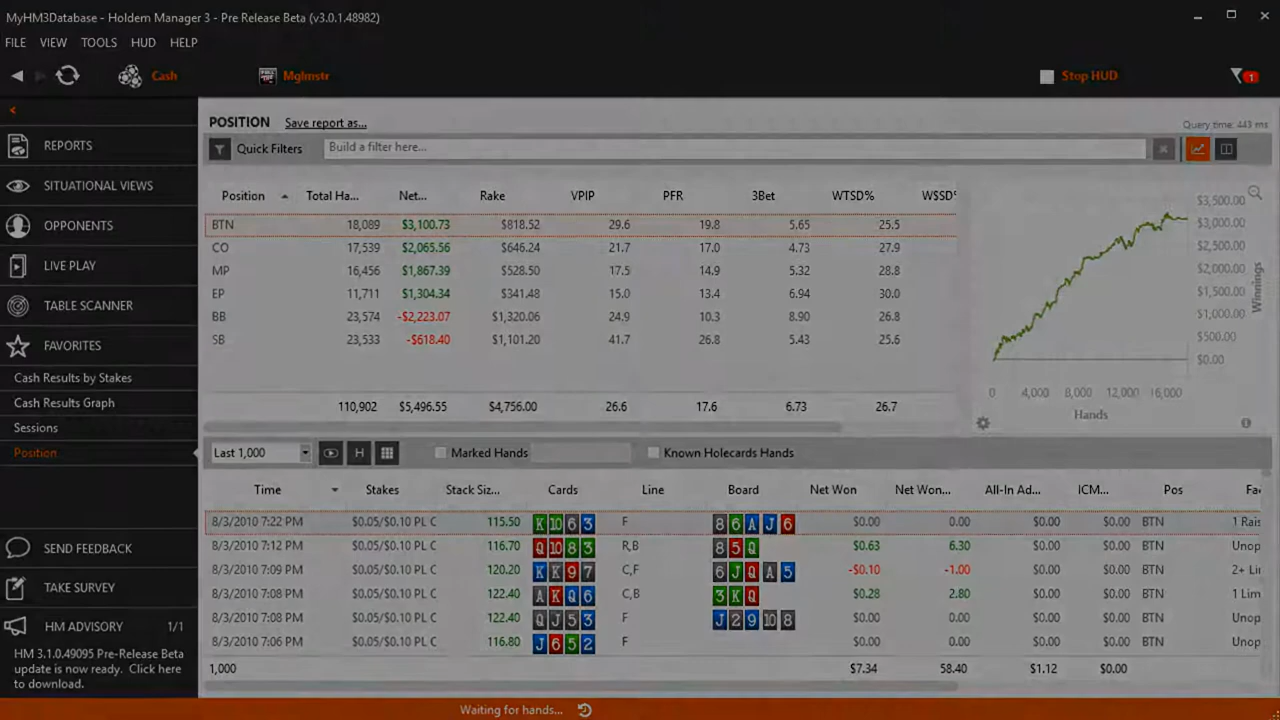 MyHM3Database - Holdem Manager 3 - Pre Release Beta (v3.0.1.48982)
FILE VIEW TOOLS HUD HELP
Cash Mglmstr Stop HUD 1
<
REPORTS
SITUATIONAL VIEWS
OPPONENTS
LIVE PLAY
TABLE SCANNER
FAVORITES
Cash Results by Stakes
Cash Results Graph
Sessions
Position
SEND FEEDBACK
TAKE SURVEY
HM ADVISORY 1/1
HM 3.1.0.49095 Pre-Release Beta
update is now ready. Click here
to download.
POSITION Save report as...
Query time: 443 ms
Quick Filters Build a filter here...
Position Total Ha... Net... Rake VPIP PFR 3Bet WTSD% W$SD%
BTN 18,089 $3,100.73 $818.52 29.6 19.8 5.65 25.5
CO 17,539 $2,065.56 $646.24 21.7 17.0 4.73 27.9
MP 16,456 $1,867.39 $528.50 17.5 14.9 5.32 28.8
EP 11,711 $1,304.34 $341.48 15.0 13.4 6.94 30.0
BB 23,574 -$2,223.07 $1,320.06 24.9 10.3 8.90 26.8
SB 23,533 -$618.40 $1,101.20 41.7 26.8 5.43 25.6
110,902 $5,496.55 $4,756.00 26.6 17.6 6.73 26.7
$3,500.00
$3,000.00
$2,500.00
$2,000.00
$1,500.00
$1,000.00
$500.00
$0.00
Winnings
0 4,000 8,000 12,000 16,000
Hands
Last 1,000 H Marked Hands Known Holecards Hands
Time Stakes Stack Siz... Cards Line Board Net Won Net Won... All-In Ad... ICM... Pos Fac
8/3/2010 7:22 PM $0.05/$0.10 PL C 115.50 K 10 6 3 F 8 6 A J 6 $0.00 0.00 $0.00 $0.00 BTN 1 Rais
8/3/2010 7:12 PM $0.05/$0.10 PL C 116.70 Q 10 8 3 R,B 8 5 Q $0.63 6.30 $0.00 $0.00 BTN Unop
8/3/2010 7:09 PM $0.05/$0.10 PL C 120.20 K K 9 7 C,F 6 J Q A 5 -$0.10 -1.00 $0.00 $0.00 BTN 2+ Lir
8/3/2010 7:08 PM $0.05/$0.10 PL C 122.40 A K Q 6 C,B 3 K Q $0.28 2.80 $0.00 $0.00 BTN 1 Lim
8/3/2010 7:08 PM $0.05/$0.10 PL C 122.40 Q J 5 3 F J 2 9 10 8 $0.00 0.00 $0.00 $0.00 BTN Unop
8/3/2010 7:06 PM $0.05/$0.10 PL C 116.80 J 6 5 2 F $0.00 0.00 $0.00 $0.00 BTN Unop
1,000 $7.34 58.40 $1.12 $0.00
Waiting for hands...